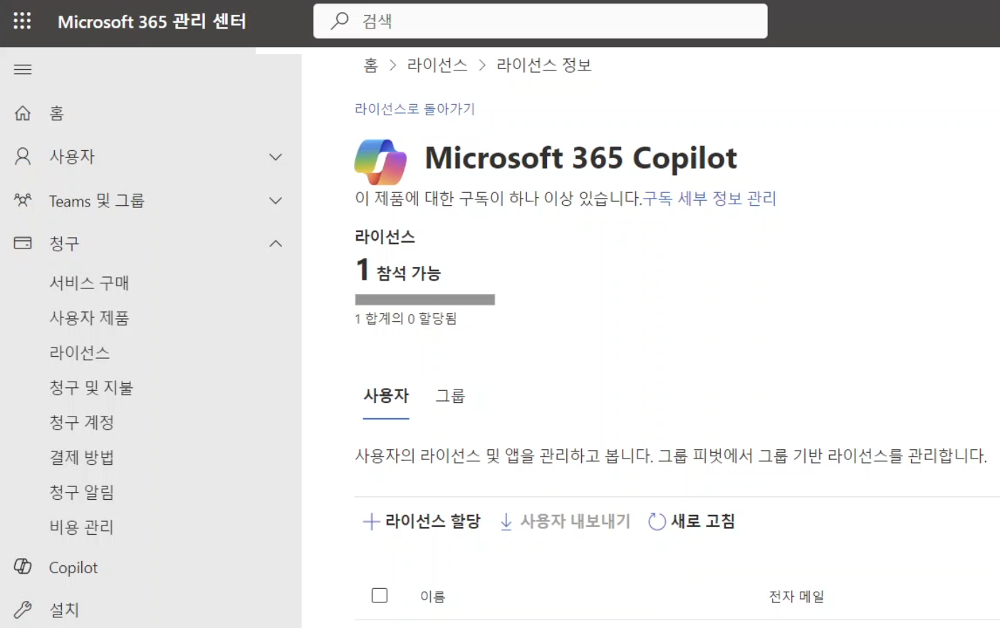 Microsoft 365 관리 센터
검색
홈
사용자
Teams 및 그룹
청구
서비스 구매
사용자 제품
라이선스
청구 및 지불
청구 계정
결제 방법
청구 알림
비용 관리
Copilot
설치
홈 > 라이선스 > 라이선스 정보
라이선스로 돌아가기
Microsoft 365 Copilot
이 제품에 대한 구독이 하나 이상 있습니다.구독 세부 정보 관리
라이선스
1 참석 가능
1 합계의 0 할당됨
사용자 그룹
사용자의 라이선스 및 앱을 관리하고 봅니다. 그룹 피벗에서 그룹 기반 라이선스를 관리합니다.
라이선스 할당 사용자 내보내기 새로 고침
이름 전자 메일